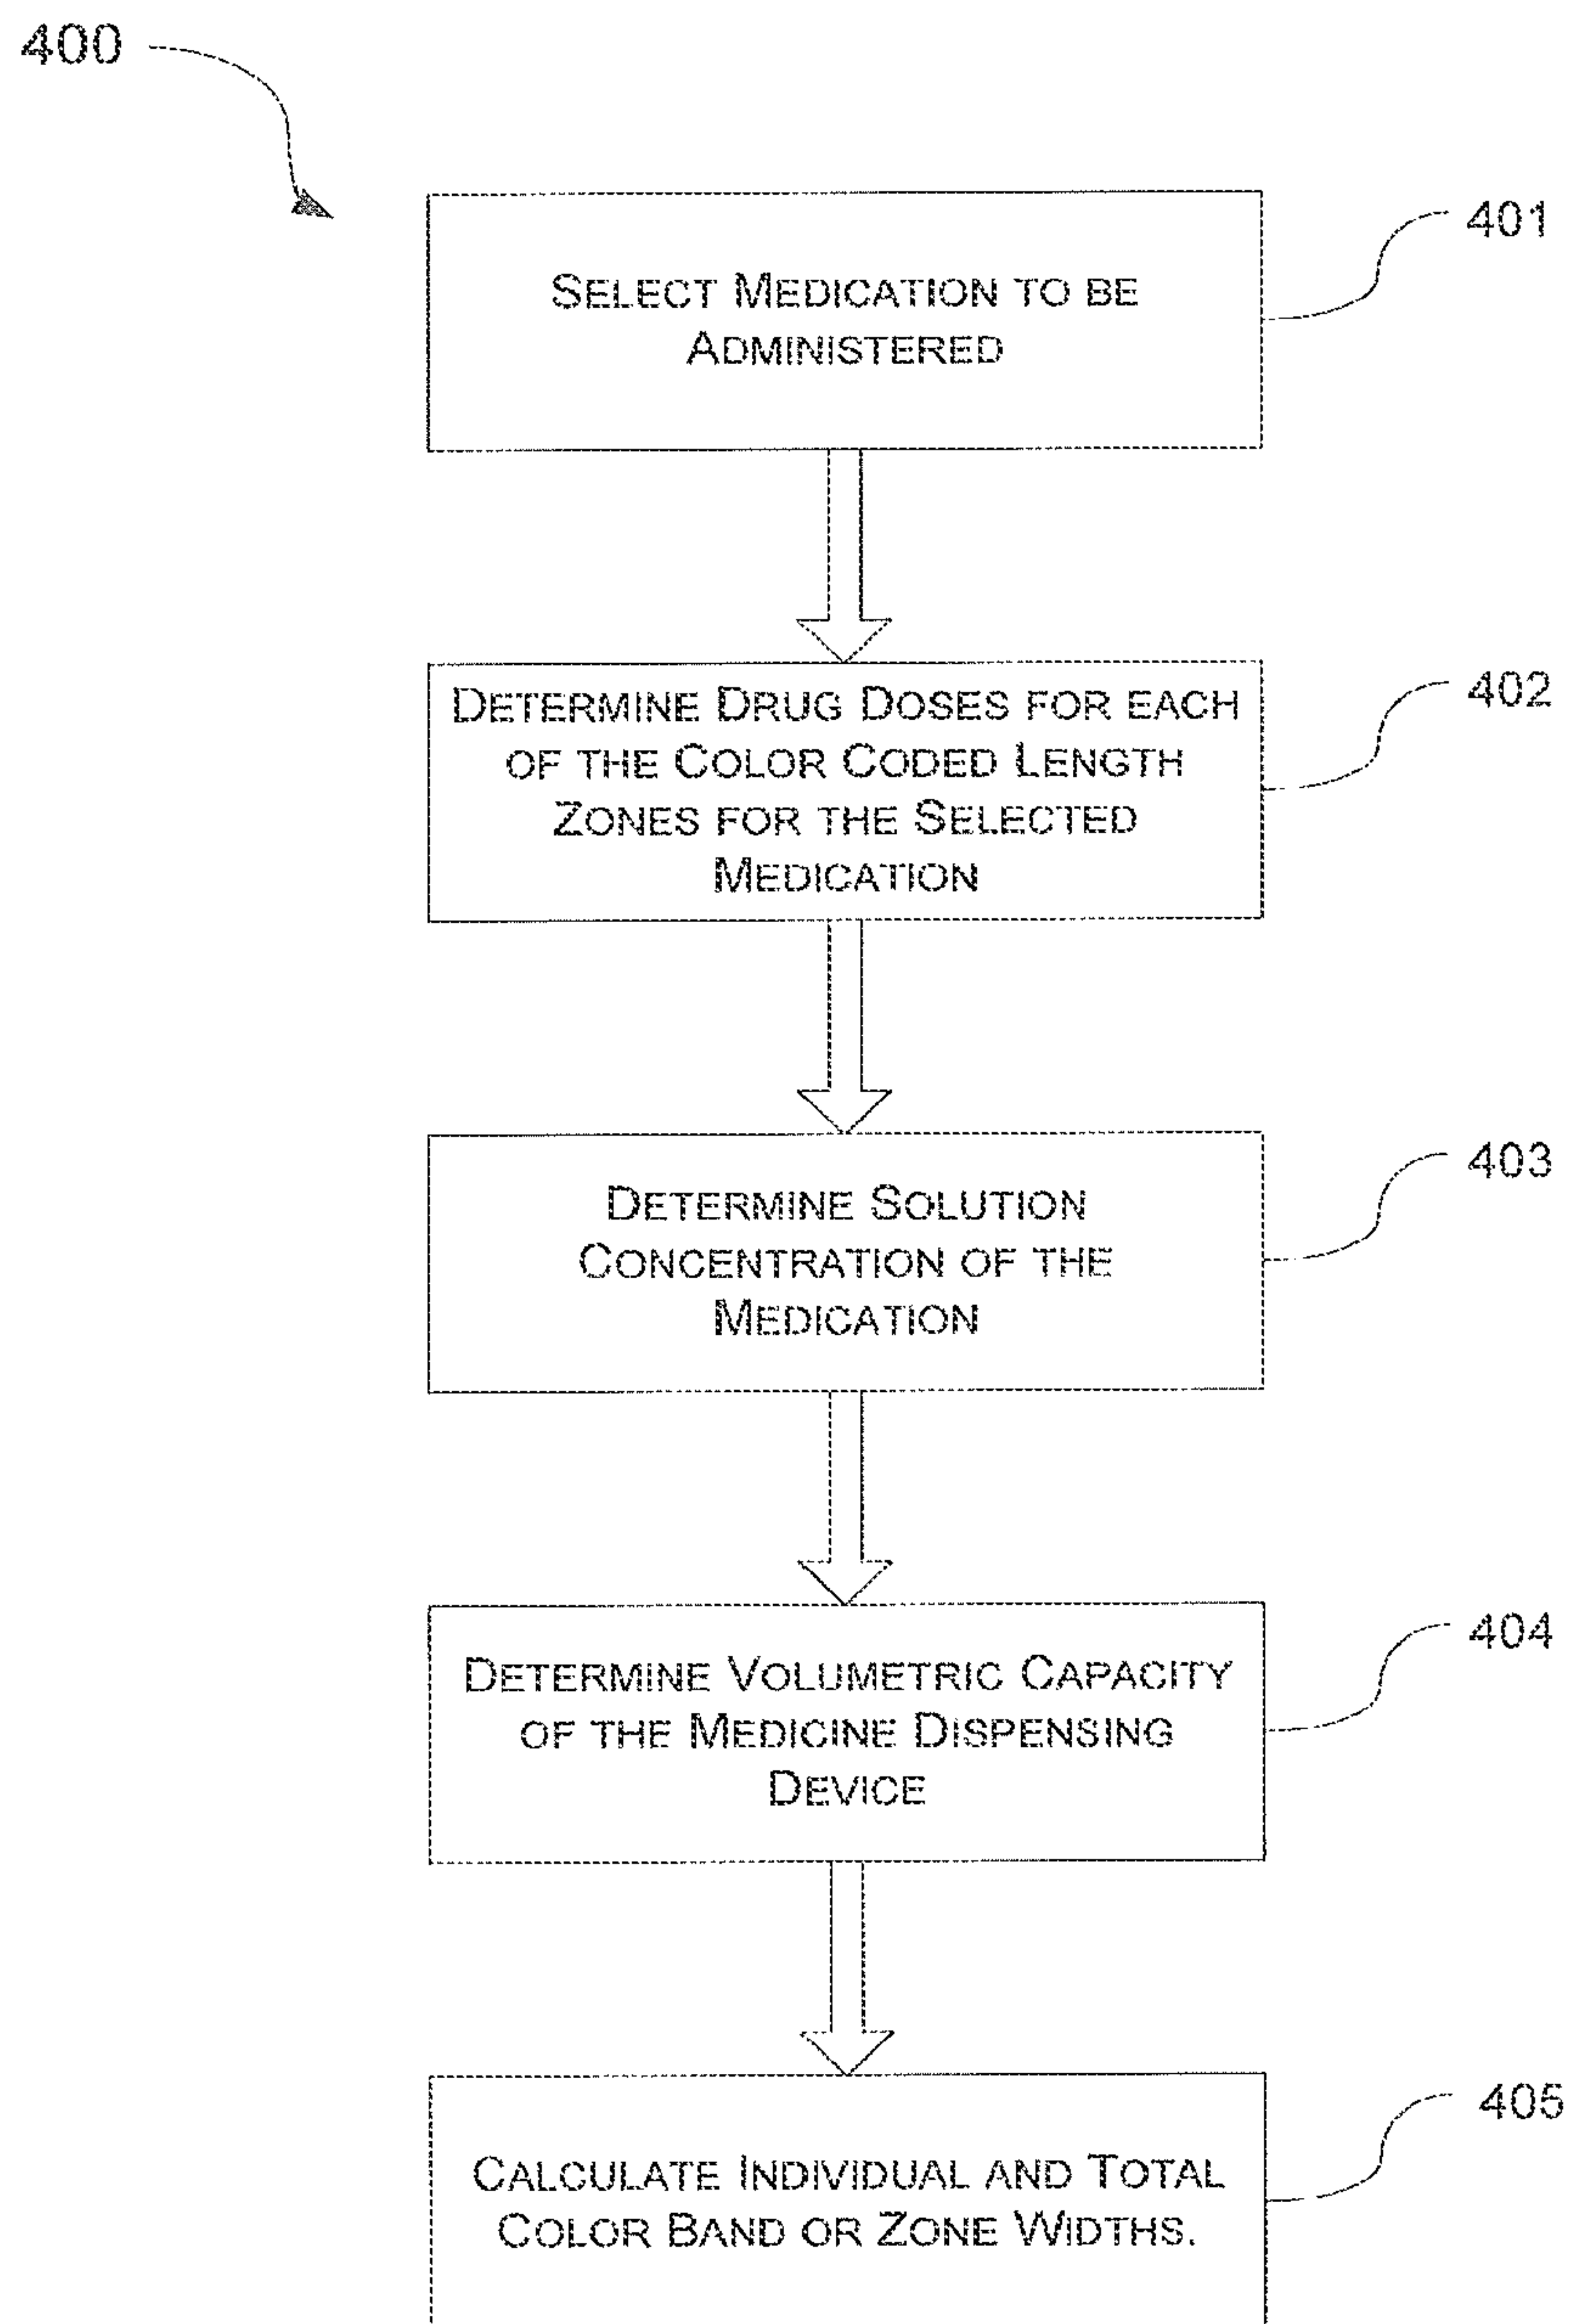 400
SELECT MEDICATION TO BE
ADMINISTERED
401
DETERMINE DRUG DOSES FOR EACH
OF THE COLOR CODED LENGTH
ZONES FOR THE SELECTED
MEDICATION
402
DETERMINE SOLUTION
CONCENTRATION OF THE
MEDICATION
403
DETERMINE VOLUMETRIC CAPACITY
OF THE MEDICINE DISPENSING
DEVICE
404
CALCULATE INDIVIDUAL AND TOTAL
COLOR BAND OR ZONE WIDTHS.
405